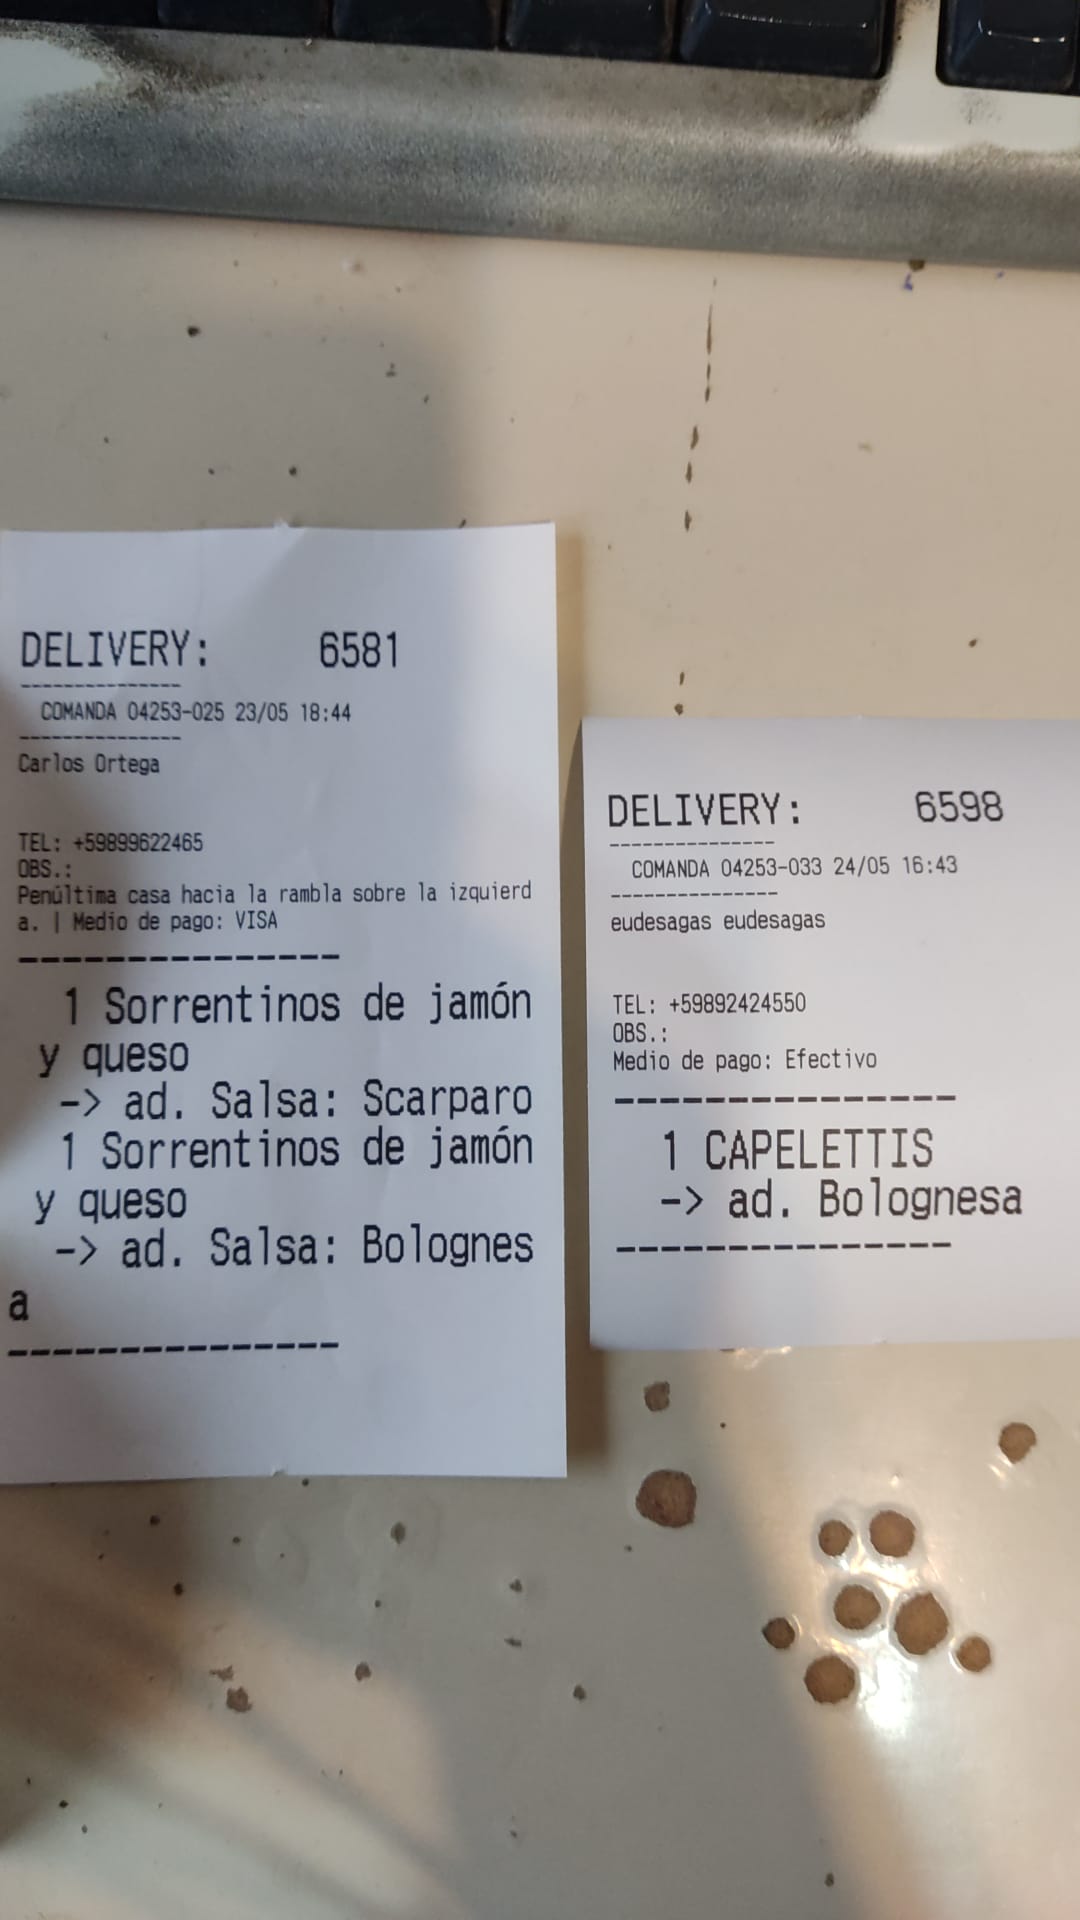 DELIVERY: 6581
---------------
COMANDA 04253-025 23/05 18:44
---------------
Carlos Ortega
TEL: +59899622465
OBS.:
Penúltima casa hacia la rambla sobre la izquierd
a. | Medio de pago: VISA
---------------
1 Sorrentinos de jamón
y queso
-> ad. Salsa: Scarparo
1 Sorrentinos de jamón
y queso
-> ad. Salsa: Bolognes
a
---------------
DELIVERY: 6598
---------------
COMANDA 04253-033 24/05 16:43
---------------
eudesagas eudesagas
TEL: +59892424550
OBS.:
Medio de pago: Efectivo
---------------
1 CAPELETTIS
-> ad. Bolognesa
---------------